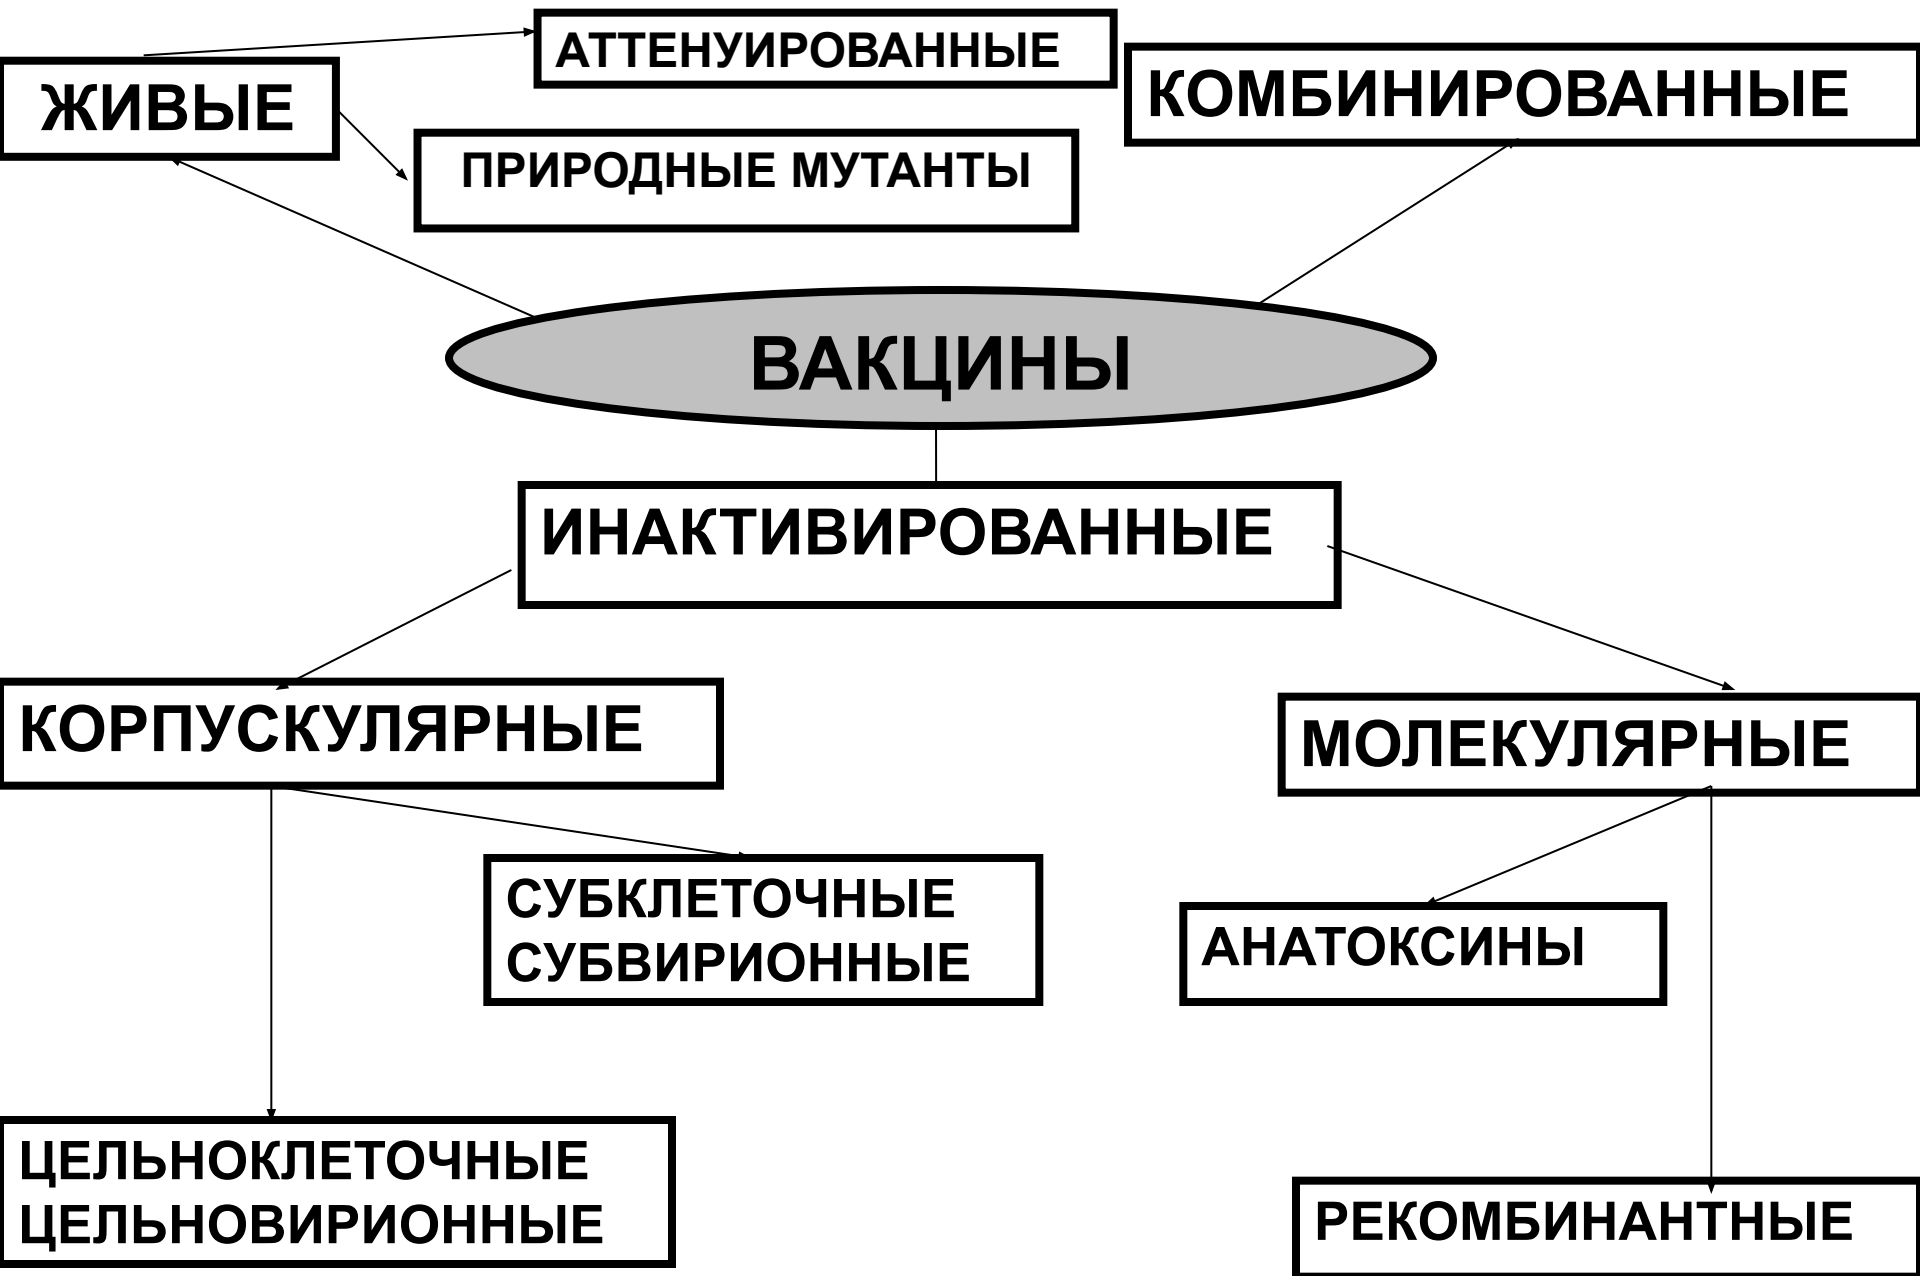 АТТЕНУИРОВАННЫЕ
ЖИВЫЕ
КОМБИНИРОВАННЫЕ
ПРИРОДНЫЕ МУТАНТЫ
ВАКЦИНЫ
ИНАКТИВИРОВАННЫЕ
КОРПУСКУЛЯРНЫЕ
МОЛЕКУЛЯРНЫЕ
СУБКЛЕТОЧНЫЕ
СУБВИРИОННЫЕ
АНАТОКСИНЫ
ЦЕЛЬНОКЛЕТОЧНЫЕ
ЦЕЛЬНОВИРИОННЫЕ
РЕКОМБИНАНТНЫЕ